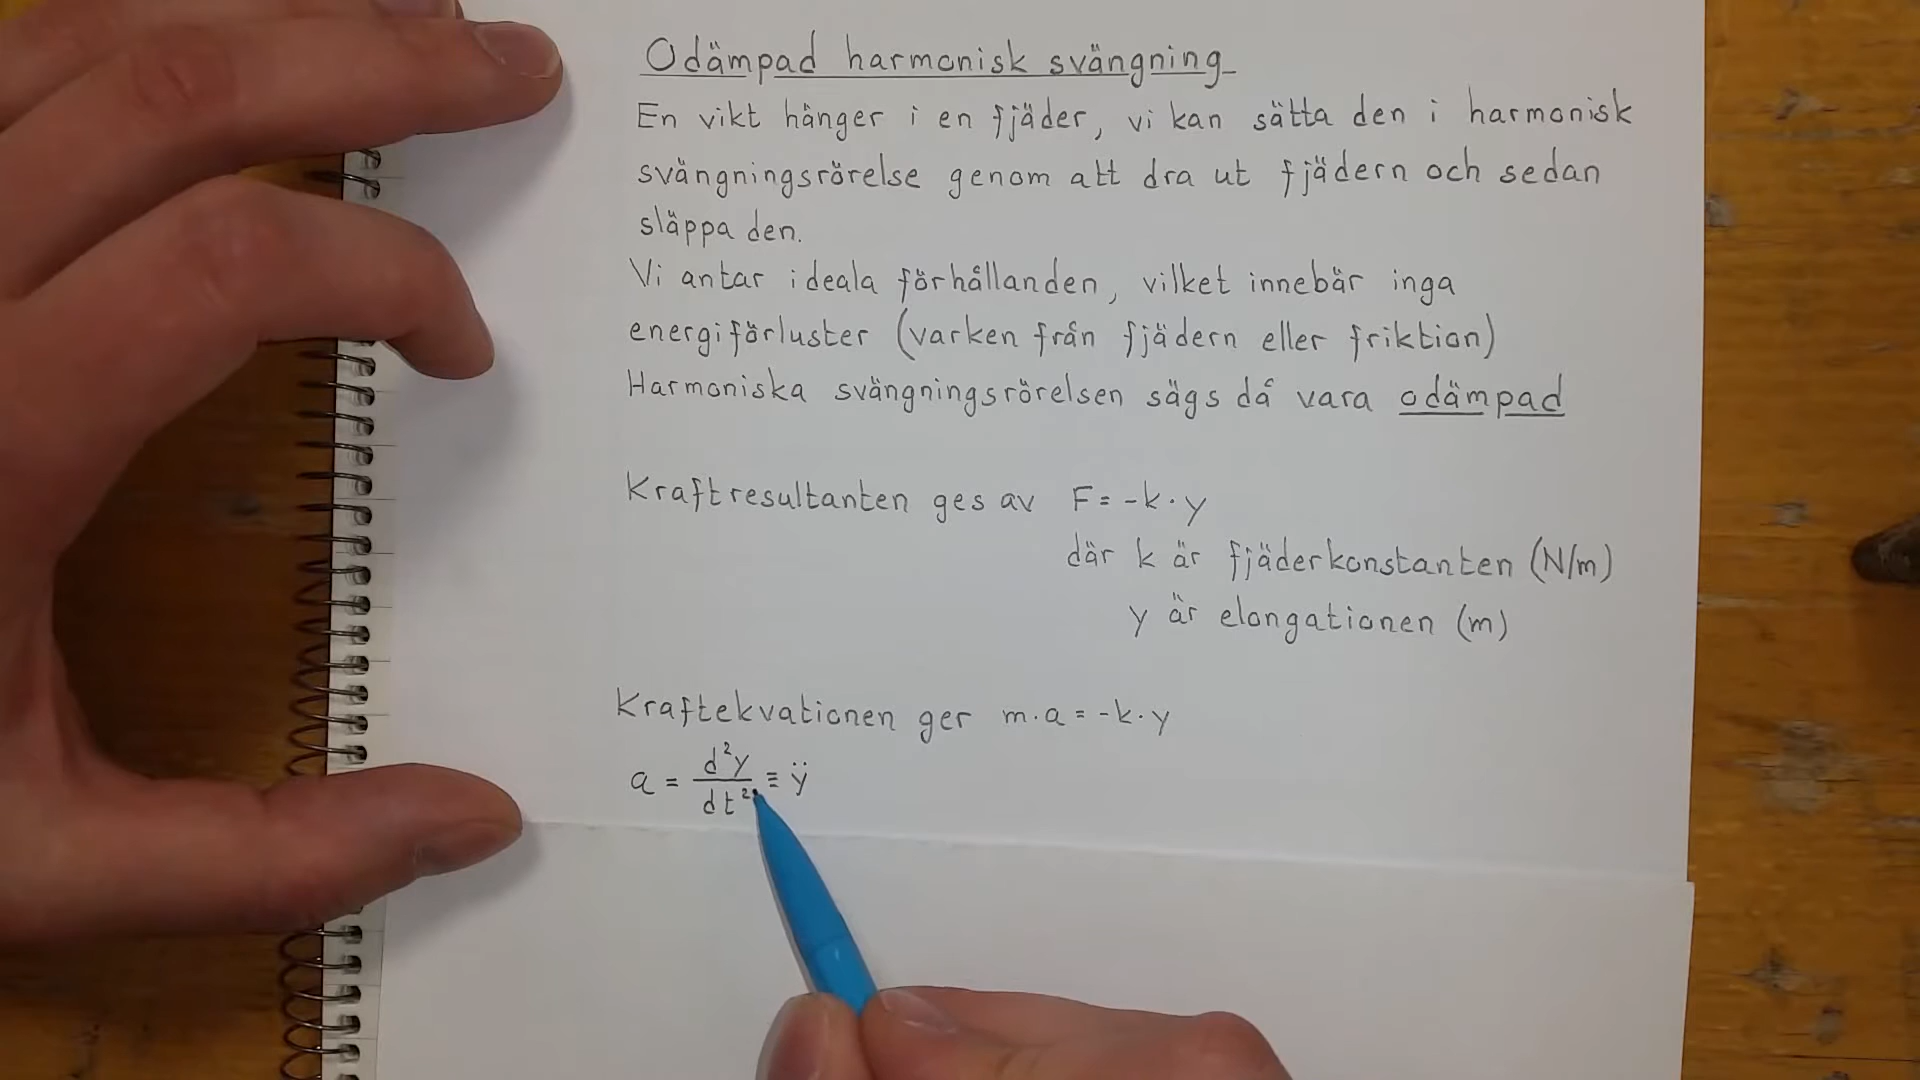 Odämpad harmonisk svängning
En vikt hänger i en fjäder, vi kan sätta den i harmonisk
svängningsrörelse genom att dra ut fjädern och sedan
släppa den.
Vi antar ideala förhållanden, vilket innebär inga
energiförluster (varken från fjädern eller friktion)
Harmoniska svängningsrörelsen sägs då vara odämpad
Kraftresultanten ges av F = -k · y
där k är fjäderkonstanten (N/m)
y är elongationen (m)
Kraftekvationen ger m · a = -k · y
a = d²y/dt² ≡ ÿ